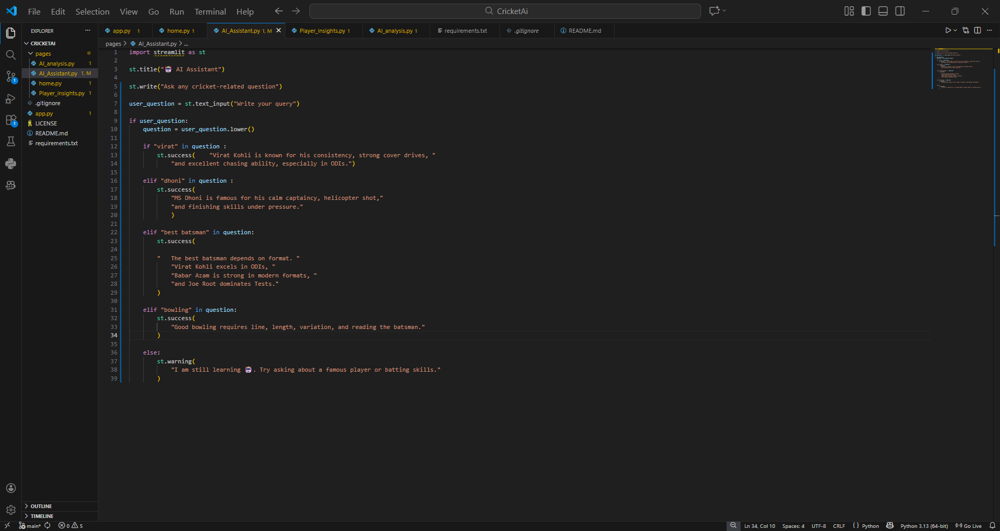 File Edit Selection View Go Run Terminal Help
CricketAi
EXPLORER
CRICKETAI
pages
AI_analysis.py 1
AI_Assistant.py 1, M
home.py 1
Player_insights.py 1
.gitignore
app.py 1
LICENSE
README.md
requirements.txt
OUTLINE
TIMELINE
app.py 1 home.py 1 AI_Assistant.py 1, M Player_insights.py 1 AI_analysis.py 1 requirements.txt .gitignore README.md
pages > AI_Assistant.py > ...
1 import streamlit as st
2
3 st.title("🤖 AI Assistant")
4
5 st.write("Ask any cricket-related question")
6
7 user_question = st.text_input("Write your query")
8
9 if user_question:
10 question = user_question.lower()
11
12 if "virat" in question :
13 st.success( "Virat Kohli is known for his consistency, strong cover drives, "
14 "and excellent chasing ability, especially in ODIs.")
15
16 elif "dhoni" in question :
17 st.success(
18 "MS Dhoni is famous for his calm captaincy, helicopter shot,"
19 "and finishing skills under pressure."
20 )
21
22 elif "best batsman" in question:
23 st.success(
24
25 " The best batsman depends on format. "
26 "Virat Kohli excels in ODIs, "
27 "Babar Azam is strong in modern formats, "
28 "and Joe Root dominates Tests."
29 )
30
31 elif "bowling" in question:
32 st.success(
33 "Good bowling requires line, length, variation, and reading the batsman."
34 )
35
36 else:
37 st.warning(
38 "I am still learning 🤖. Try asking about a famous player or batting skills."
39 )
main* 0 5
Ln 34, Col 10 Spaces: 4 UTF-8 CRLF { } Python Python 3.13 (64-bit) Go Live